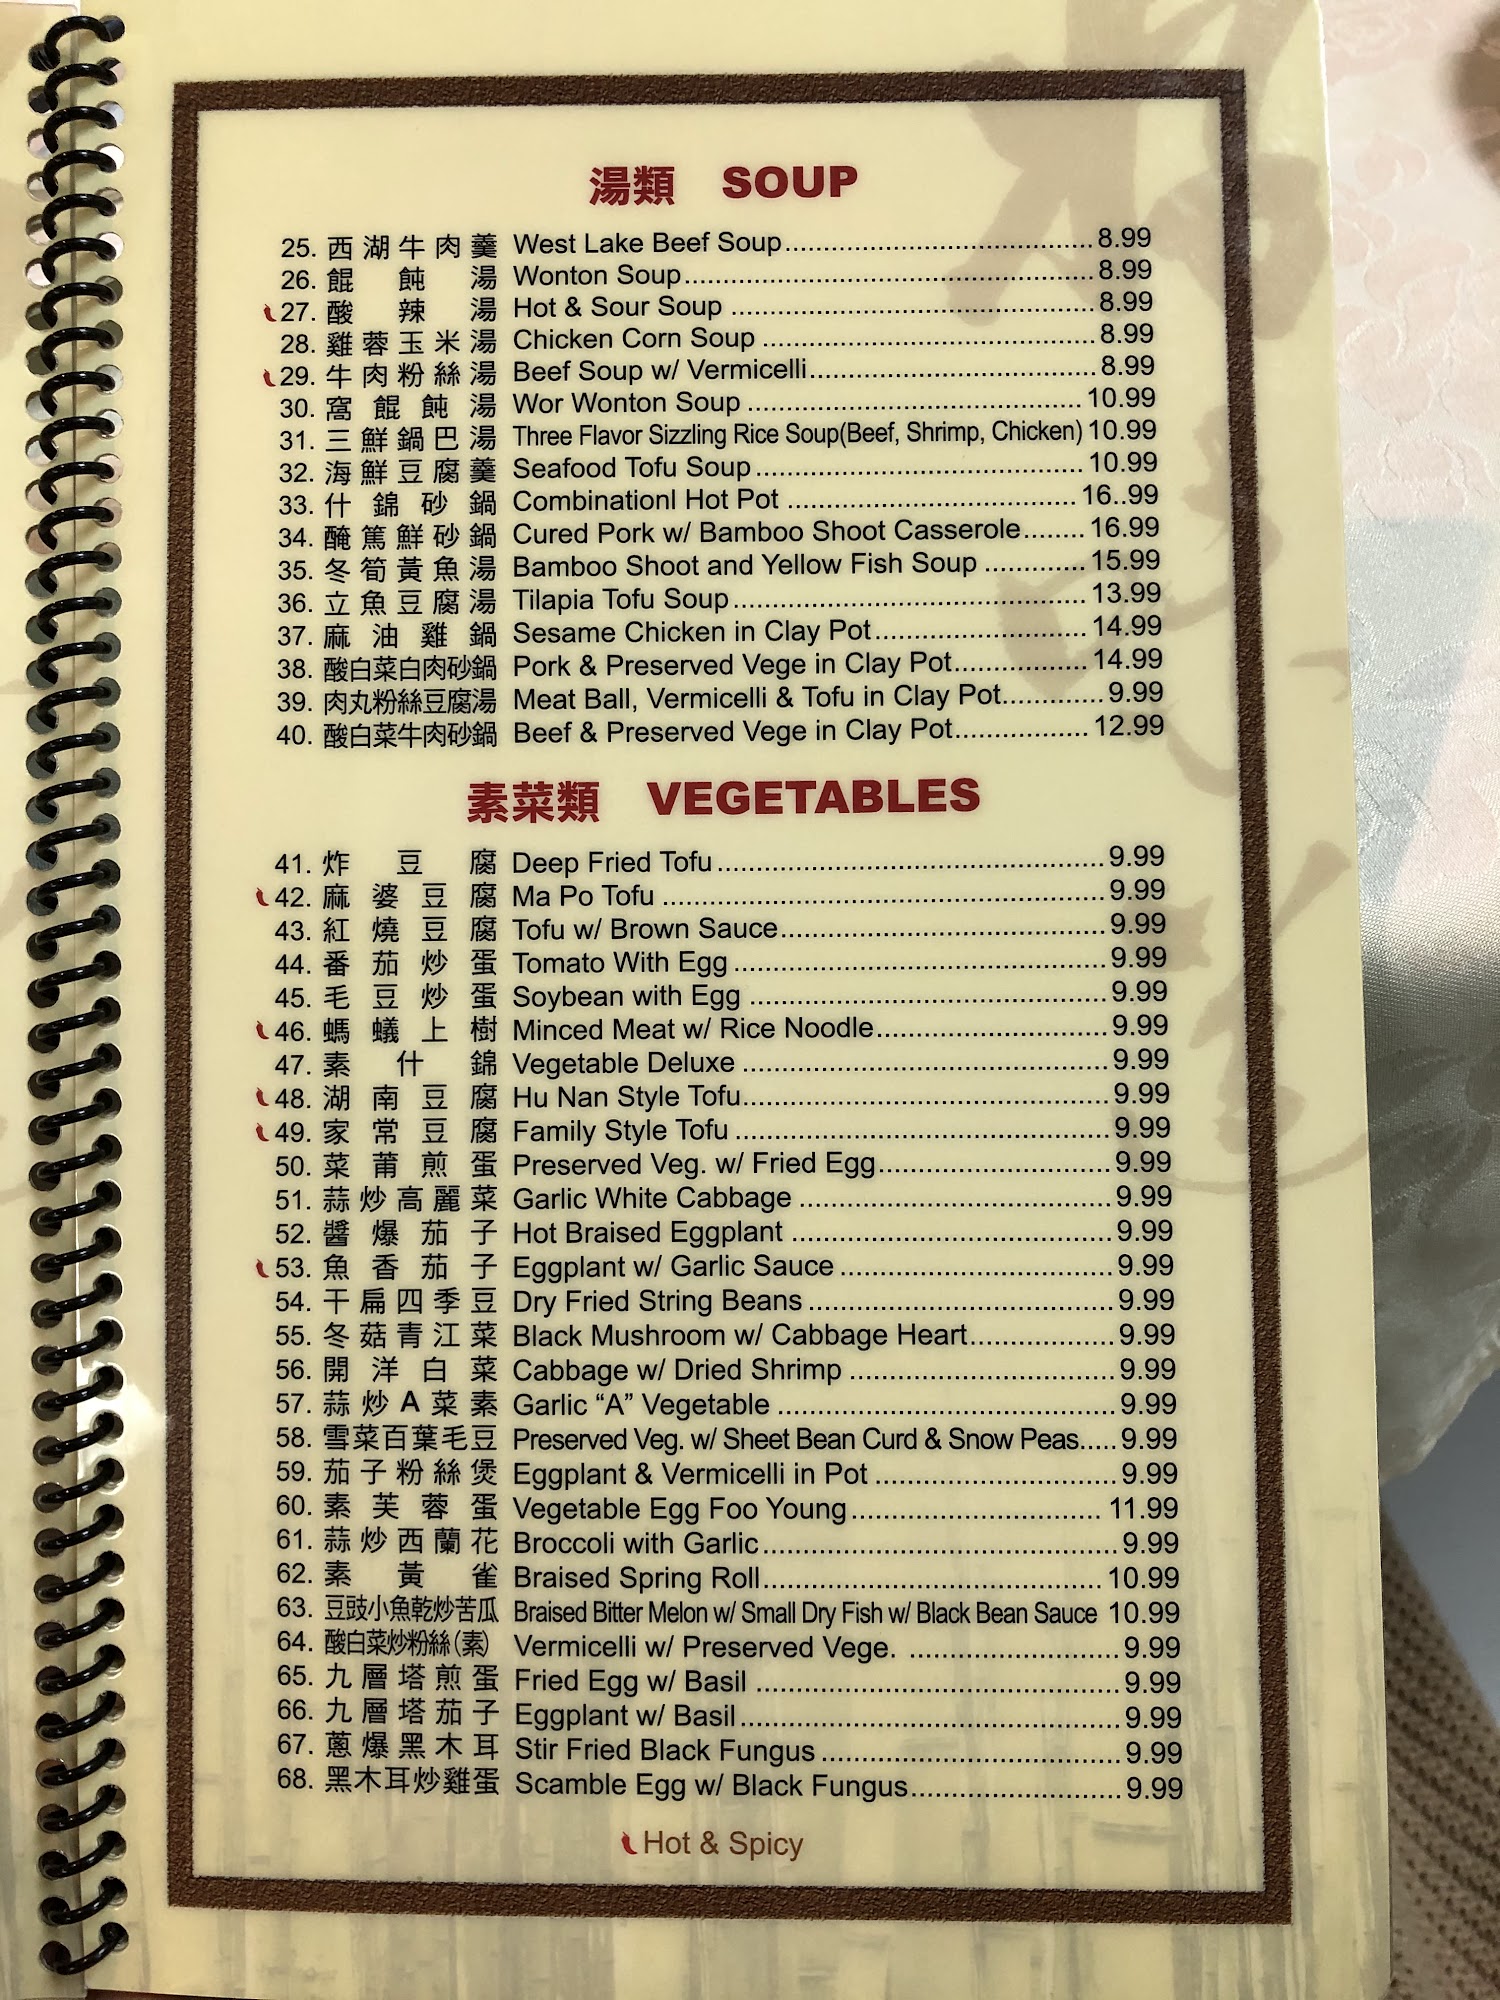 湯類 SOUP
25. 西湖牛肉羹 West Lake Beef Soup 8.99
26. 餛飩湯 Wonton Soup 8.99
27. 酸辣湯 Hot & Sour Soup 8.99
28. 雞蓉玉米湯 Chicken Corn Soup 8.99
29. 牛肉粉絲湯 Beef Soup w/ Vermicelli 8.99
30. 窩餛飩湯 Wor Wonton Soup 10.99
31. 三鮮鍋巴湯 Three Flavor Sizzling Rice Soup(Beef, Shrimp, Chicken) 10.99
32. 海鮮豆腐羹 Seafood Tofu Soup 10.99
33. 什錦砂鍋 Combinationl Hot Pot 16..99
34. 醃篤鮮砂鍋 Cured Pork w/ Bamboo Shoot Casserole 16.99
35. 冬筍黃魚湯 Bamboo Shoot and Yellow Fish Soup 15.99
36. 立魚豆腐湯 Tilapia Tofu Soup 13.99
37. 麻油雞鍋 Sesame Chicken in Clay Pot 14.99
38. 酸白菜白肉砂鍋 Pork & Preserved Vege in Clay Pot 14.99
39. 肉丸粉絲豆腐湯 Meat Ball, Vermicelli & Tofu in Clay Pot 9.99
40. 酸白菜牛肉砂鍋 Beef & Preserved Vege in Clay Pot 12.99
素菜類 VEGETABLES
41. 炸豆腐 Deep Fried Tofu 9.99
42. 麻婆豆腐 Ma Po Tofu 9.99
43. 紅燒豆腐 Tofu w/ Brown Sauce 9.99
44. 番茄炒蛋 Tomato With Egg 9.99
45. 毛豆炒蛋 Soybean with Egg 9.99
46. 螞蟻上樹 Minced Meat w/ Rice Noodle 9.99
47. 素什錦 Vegetable Deluxe 9.99
48. 湖南豆腐 Hu Nan Style Tofu 9.99
49. 家常豆腐 Family Style Tofu 9.99
50. 菜莆煎蛋 Preserved Veg. w/ Fried Egg 9.99
51. 蒜炒高麗菜 Garlic White Cabbage 9.99
52. 醬爆茄子 Hot Braised Eggplant 9.99
53. 魚香茄子 Eggplant w/ Garlic Sauce 9.99
54. 干扁四季豆 Dry Fried String Beans 9.99
55. 冬菇青江菜 Black Mushroom w/ Cabbage Heart 9.99
56. 開洋白菜 Cabbage w/ Dried Shrimp 9.99
57. 蒜炒A菜素 Garlic “A” Vegetable 9.99
58. 雪菜百葉毛豆 Preserved Veg. w/ Sheet Bean Curd & Snow Peas 9.99
59. 茄子粉絲煲 Eggplant & Vermicelli in Pot 9.99
60. 素芙蓉蛋 Vegetable Egg Foo Young 11.99
61. 蒜炒西蘭花 Broccoli with Garlic 9.99
62. 素黃雀 Braised Spring Roll 10.99
63. 豆豉小魚乾炒苦瓜 Braised Bitter Melon w/ Small Dry Fish w/ Black Bean Sauce 10.99
64. 酸白菜炒粉絲(素) Vermicelli w/ Preserved Vege. 9.99
65. 九層塔煎蛋 Fried Egg w/ Basil 9.99
66. 九層塔茄子 Eggplant w/ Basil 9.99
67. 蔥爆黑木耳 Stir Fried Black Fungus 9.99
68. 黑木耳炒雞蛋 Scamble Egg w/ Black Fungus 9.99
Hot & Spicy